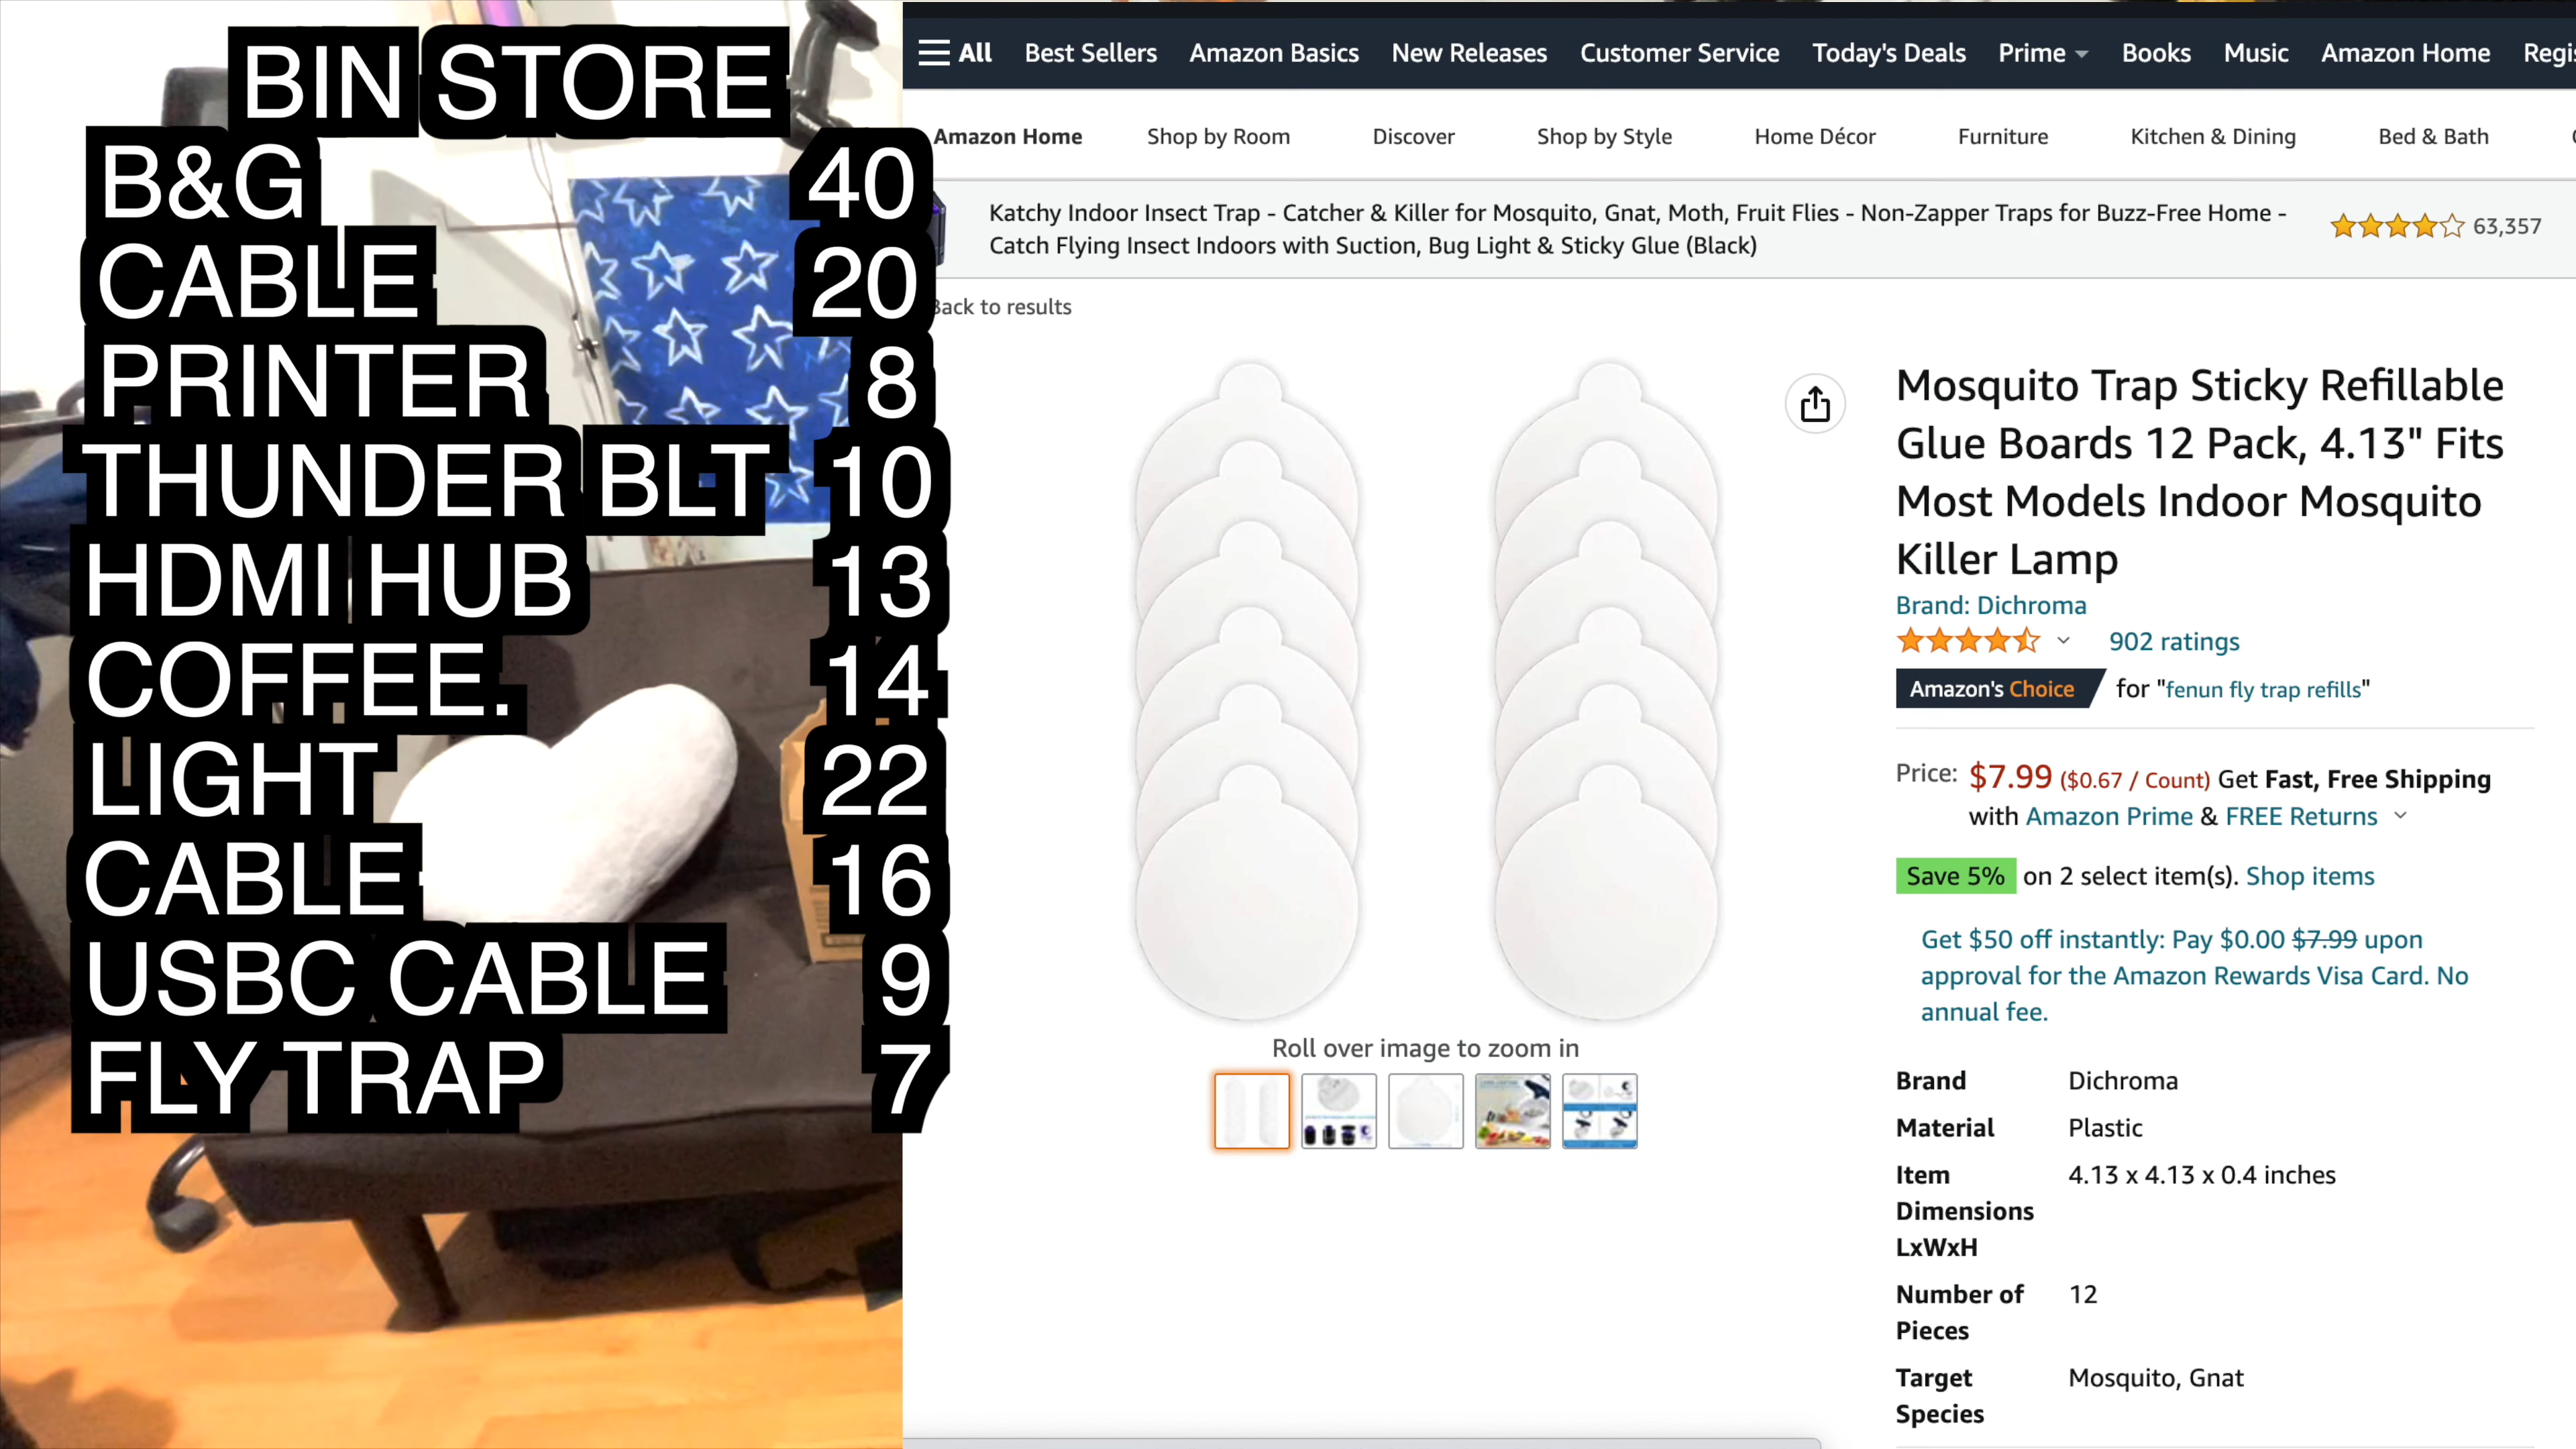 BIN STORE
B&G 40
CABLE 20
PRINTER 8
THUNDER BLT 10
HDMI HUB 13
COFFEE. 14
LIGHT 22
CABLE 16
USBC CABLE 9
FLY TRAP 7
All Best Sellers Amazon Basics New Releases Customer Service Today's Deals Prime Books Music Amazon Home
Amazon Home Shop by Room Discover Shop by Style Home Décor Furniture Kitchen & Dining Bed & Bath
Katchy Indoor Insect Trap - Catcher & Killer for Mosquito, Gnat, Moth, Fruit Flies - Non-Zapper Traps for Buzz-Free Home -
Catch Flying Insect Indoors with Suction, Bug Light & Sticky Glue (Black)
63,357
Back to results
Mosquito Trap Sticky Refillable
Glue Boards 12 Pack, 4.13" Fits
Most Models Indoor Mosquito
Killer Lamp
Brand: Dichroma
902 ratings
Amazon's Choice for "fenun fly trap refills"
Price: $7.99 ($0.67 / Count) Get Fast, Free Shipping
with Amazon Prime & FREE Returns
Save 5% on 2 select item(s). Shop items
Get $50 off instantly: Pay $0.00 $7.99 upon
approval for the Amazon Rewards Visa Card. No
annual fee.
Roll over image to zoom in
Brand Dichroma
Material Plastic
Item 4.13 x 4.13 x 0.4 inches
Dimensions
LxWxH
Number of 12
Pieces
Target Mosquito, Gnat
Species